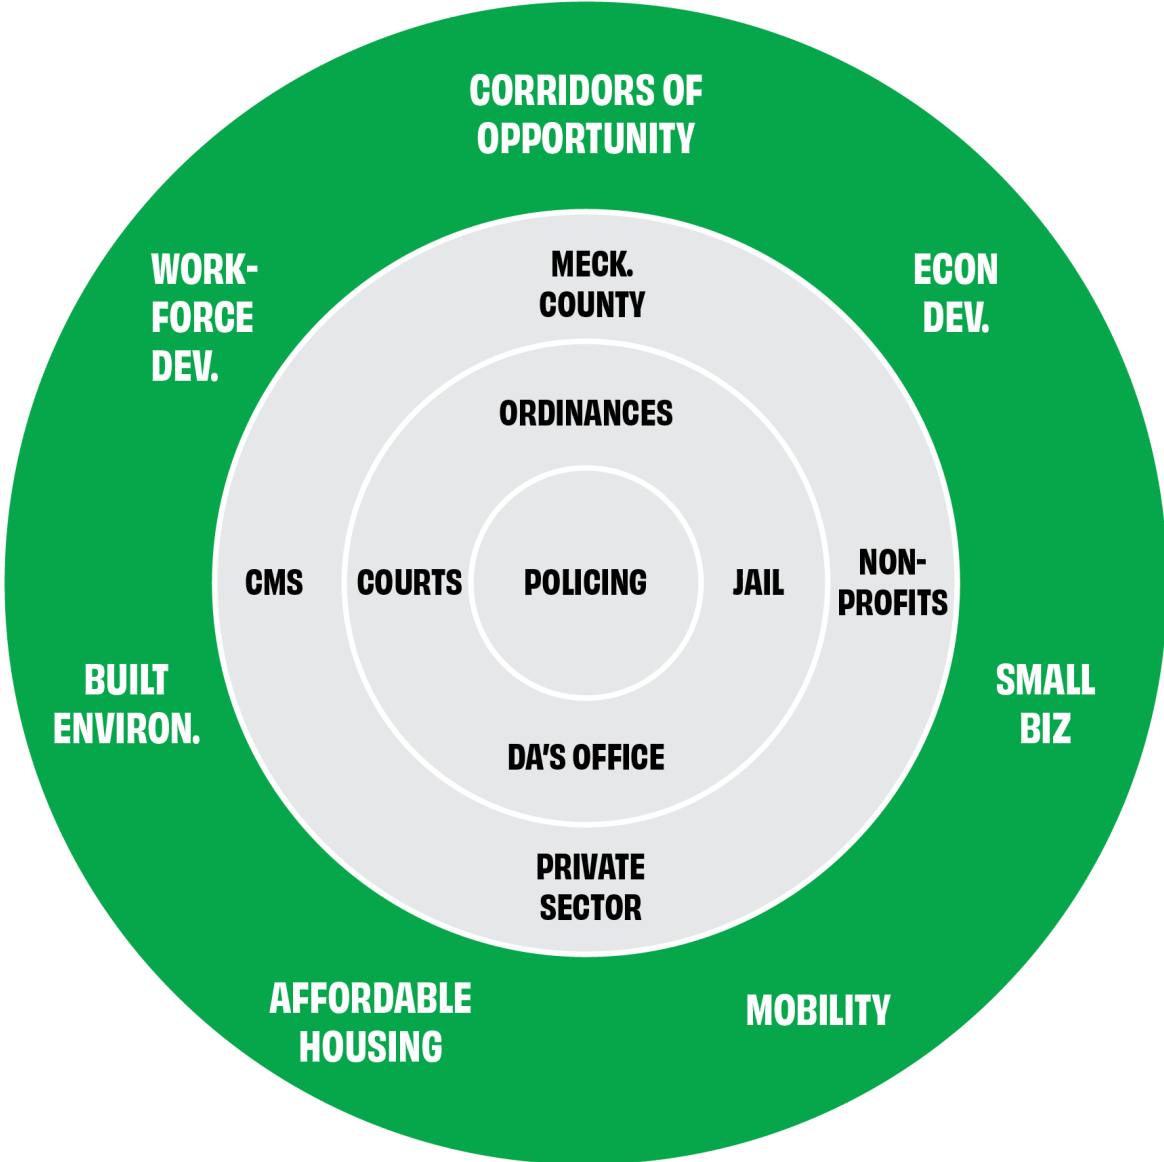 CORRIDORS OF
OPPORTUNITY
WORK-
FORCE
DEV.
ECON
DEV.
MECK.
COUNTY
ORDINANCES
CMS
COURTS
POLICING
JAIL
NON-
PROFITS
BUILT
ENVIRON.
SMALL
BIZ
DA'S OFFICE
PRIVATE
SECTOR
AFFORDABLE
HOUSING
MOBILITY